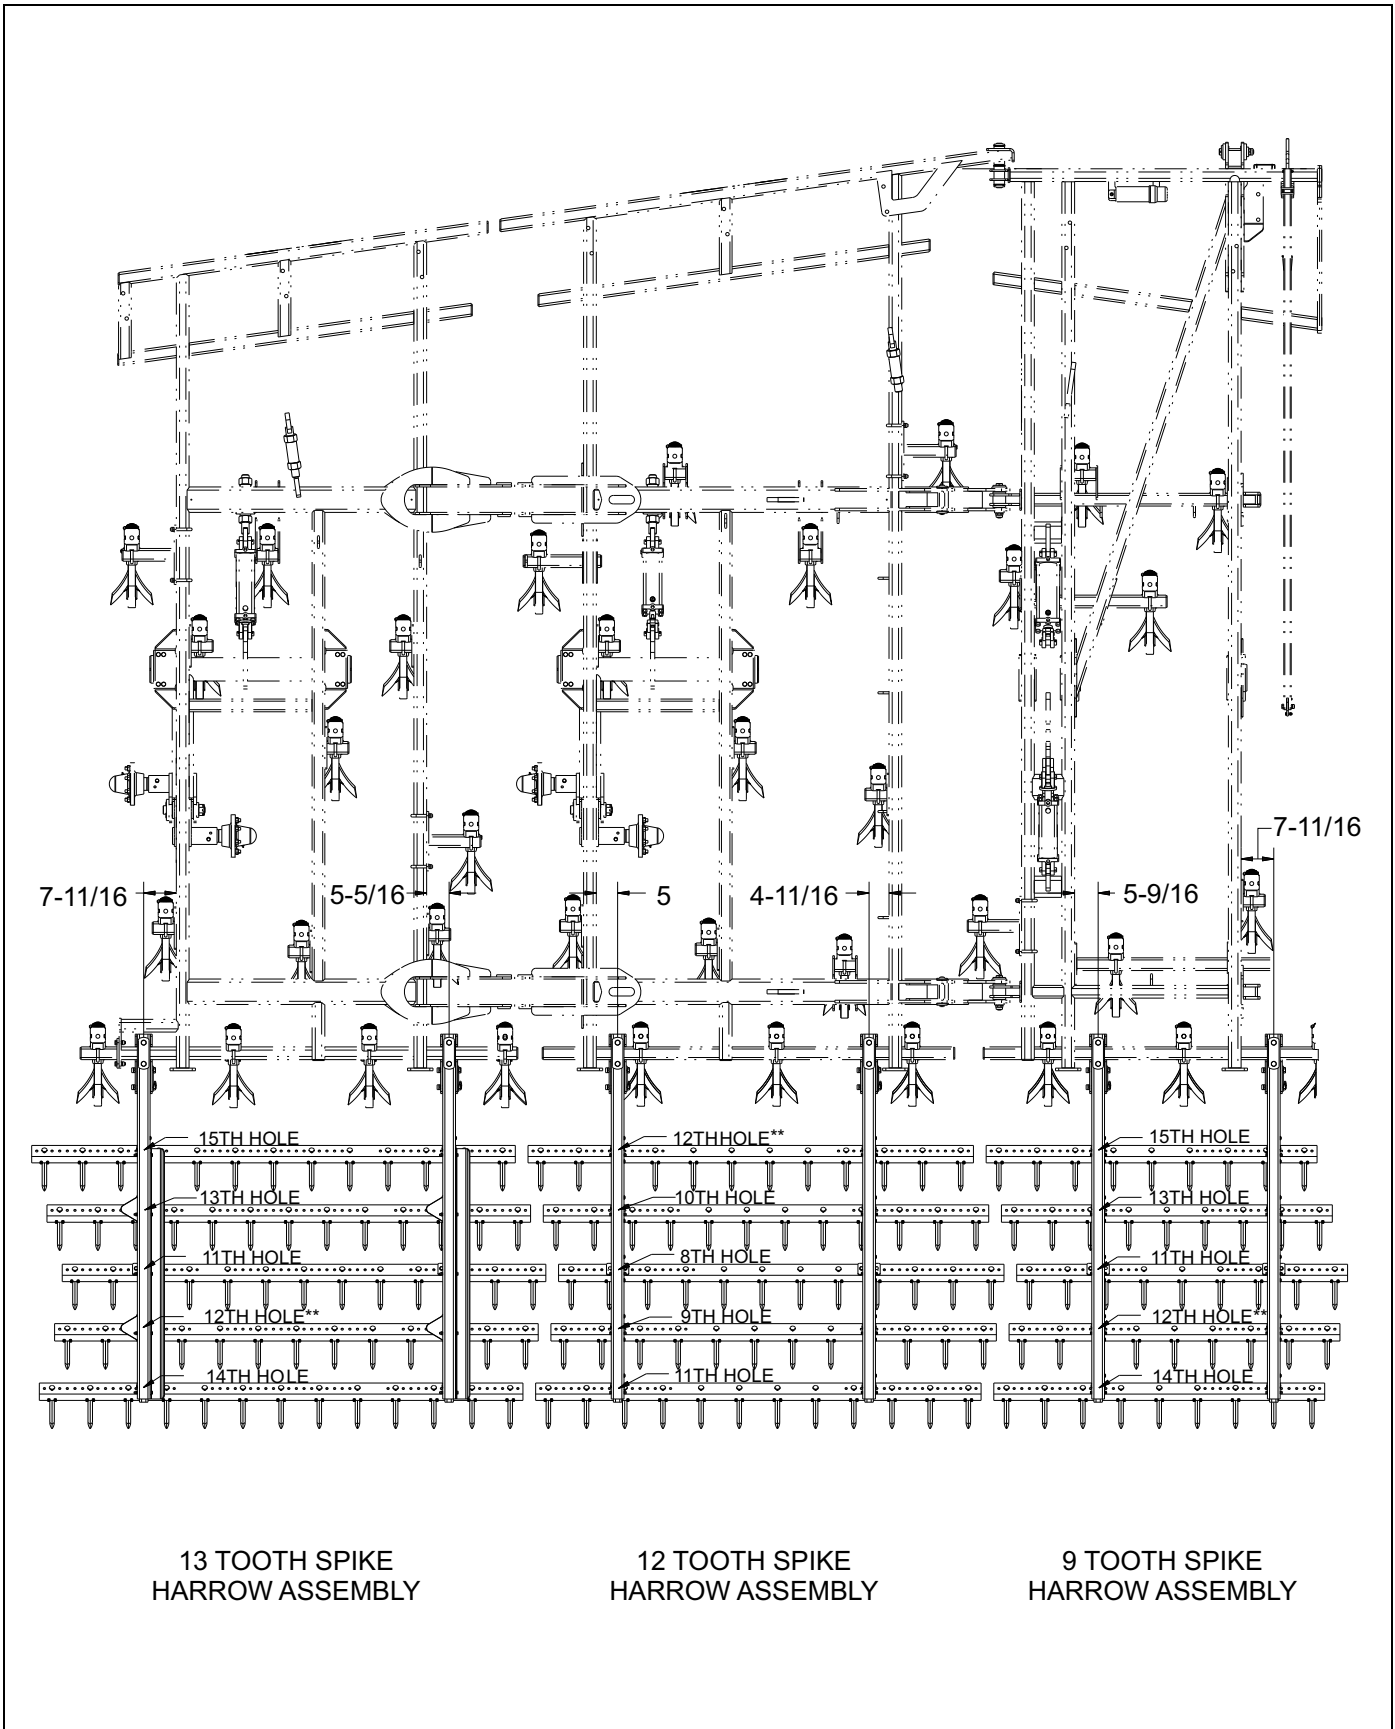 7-11/16
7-11/16
5-5/16
5
4-11/16
5-9/16
15TH HOLE
12THHOLE**
15TH HOLE
13TH HOLE
10TH HOLE
13TH HOLE
11TH HOLE
8TH HOLE
11TH HOLE
12TH HOLE**
9TH HOLE
12TH HOLE**
14TH HOLE
11TH HOLE
14TH HOLE
13 TOOTH SPIKE
HARROW ASSEMBLY
12 TOOTH SPIKE
HARROW ASSEMBLY
9 TOOTH SPIKE
HARROW ASSEMBLY